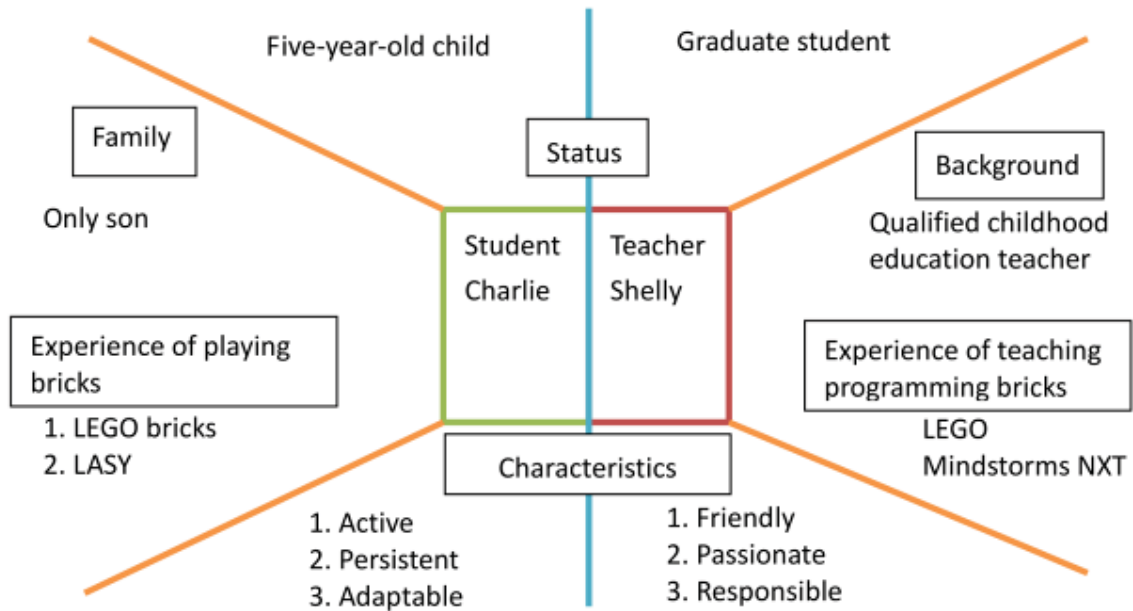 Five-year-old child
Graduate student
Family
Status
Background
Only son
Qualified childhood
education teacher
Student
Charlie
Teacher
Shelly
Experience of playing
bricks
1. LEGO bricks
2. LASY
Experience of teaching
programming bricks
LEGO
Mindstorms NXT
Characteristics
1. Active
2. Persistent
3. Adaptable
1. Friendly
2. Passionate
3. Responsible